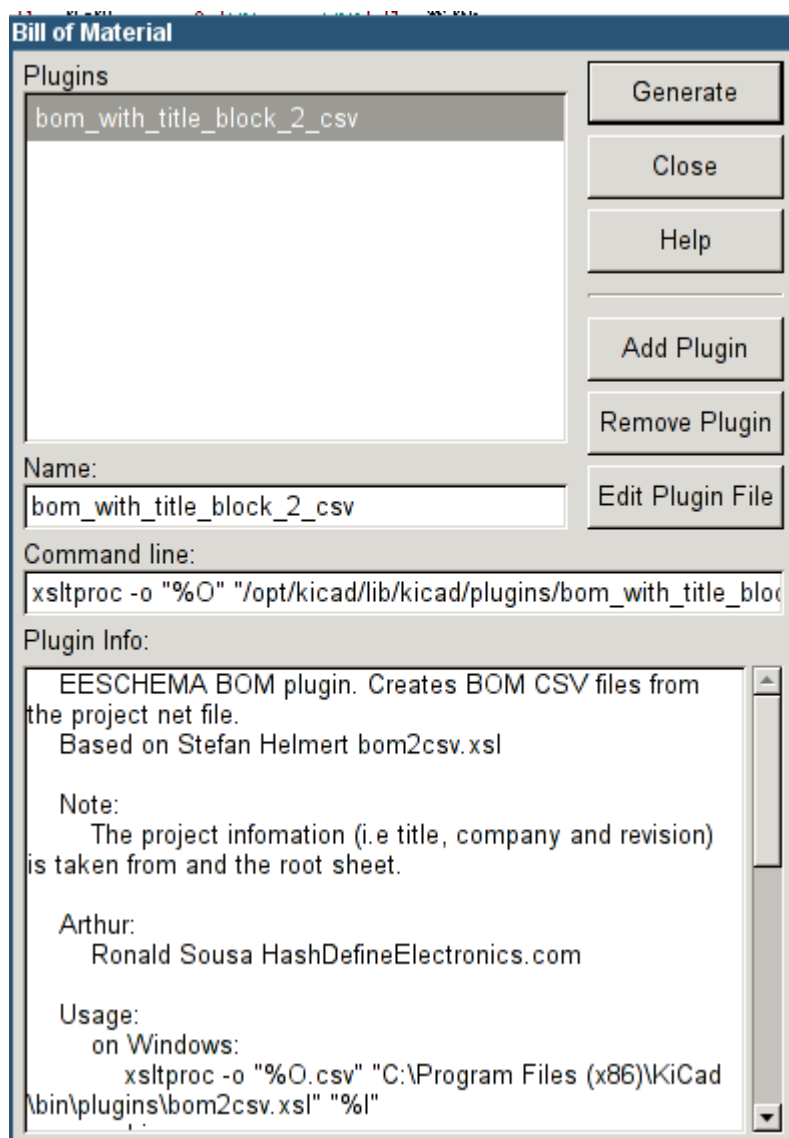 Bill of Material
Plugins
bom_with_title_block_2_csv
Generate
Close
Help
Add Plugin
Remove Plugin
Edit Plugin File
Name:
bom_with_title_block_2_csv
Command line:
xsltproc -o "%O" "/opt/kicad/lib/kicad/plugins/bom_with_title_bloc
Plugin Info:
EESCHEMA BOM plugin. Creates BOM CSV files from
the project net file.
Based on Stefan Helmert bom2csv.xsl
Note:
The project infomation (i.e title, company and revision)
is taken from and the root sheet.
Arthur:
Ronald Sousa HashDefineElectronics.com
Usage:
on Windows:
xsltproc -o "%O.csv" "C:\Program Files (x86)\KiCad
\bin\plugins\bom2csv.xsl" "%I"